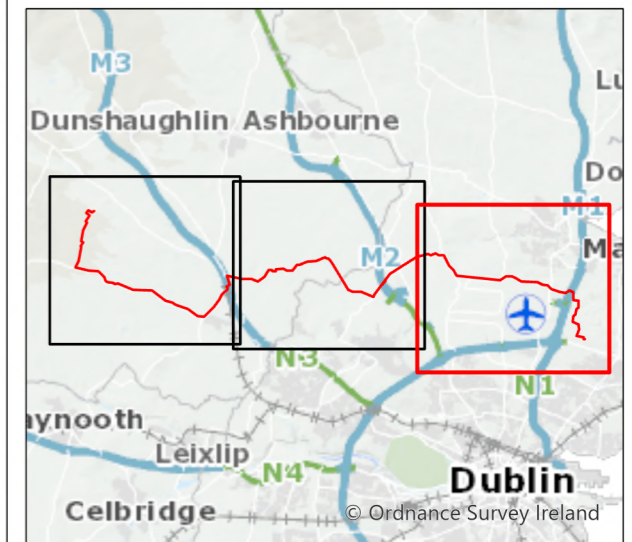 M3
Lu
Dunshaughlin Ashbourne
Do
M1
M2
Ma
N3
N1
aynooth
Leixlip
N4
Dublin
Celbridge
© Ordnance Survey Ireland